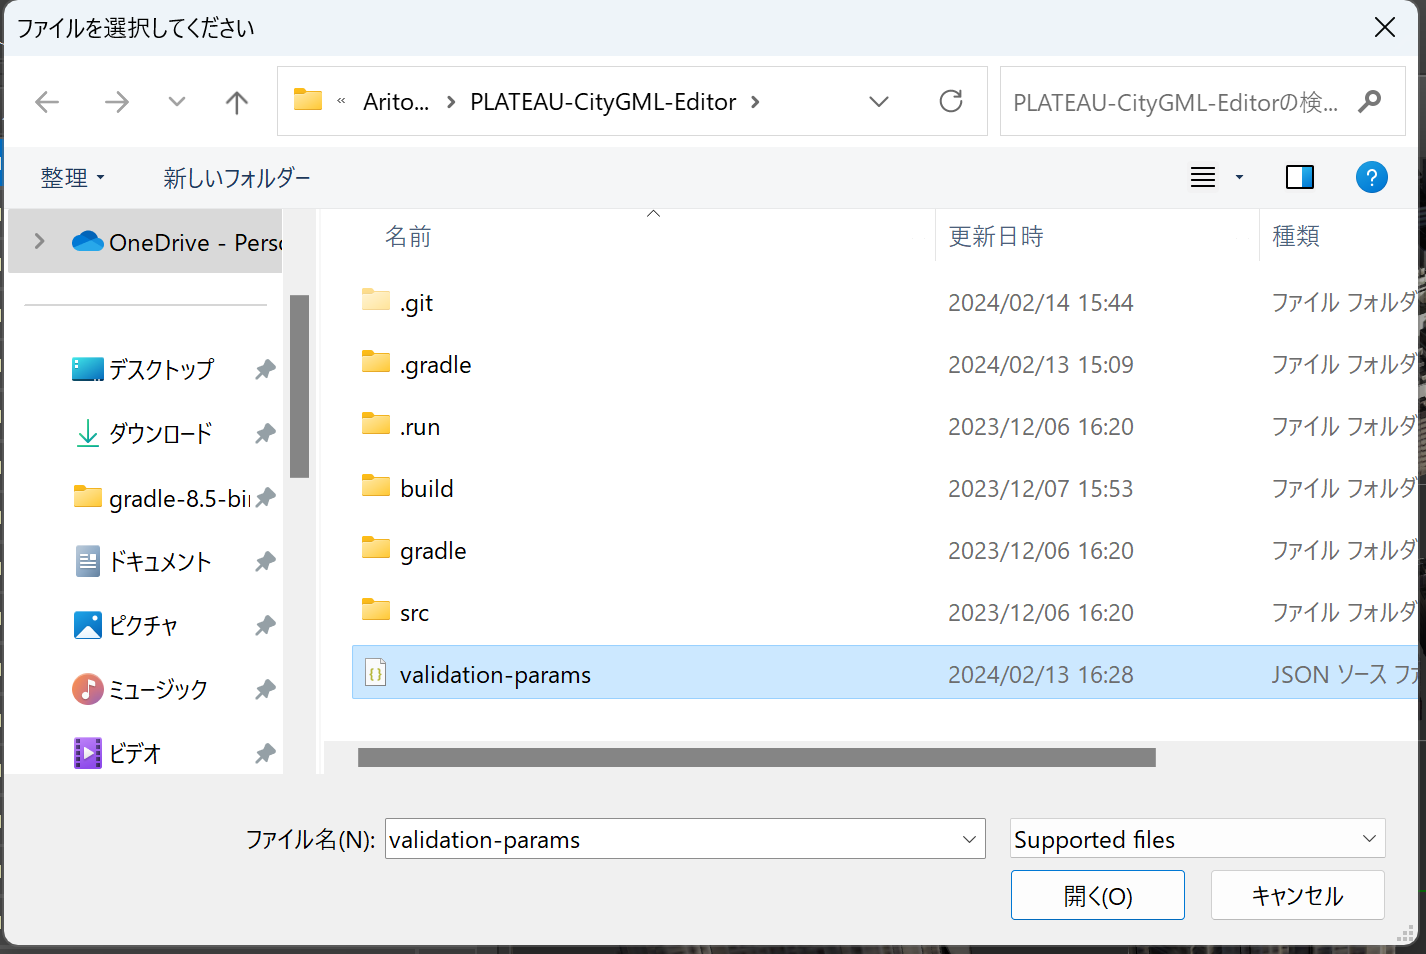 ファイルを選択してください
« Arito... › PLATEAU-CityGML-Editor ›
PLATEAU-CityGML-Editorの検...
整理
新しいフォルダー
?
OneDrive - Perso
デスクトップ
ダウンロード
gradle-8.5-bin
ドキュメント
ピクチャ
ミュージック
ビデオ
名前 更新日時 種類
.git 2024/02/14 15:44 ファイル フォルダ
.gradle 2024/02/13 15:09 ファイル フォルダ
.run 2023/12/06 16:20 ファイル フォルダ
build 2023/12/07 15:53 ファイル フォルダ
gradle 2023/12/06 16:20 ファイル フォルダ
src 2023/12/06 16:20 ファイル フォルダ
validation-params 2024/02/13 16:28 JSON ソース ファ
ファイル名(N): validation-params
Supported files
開く(O)
キャンセル